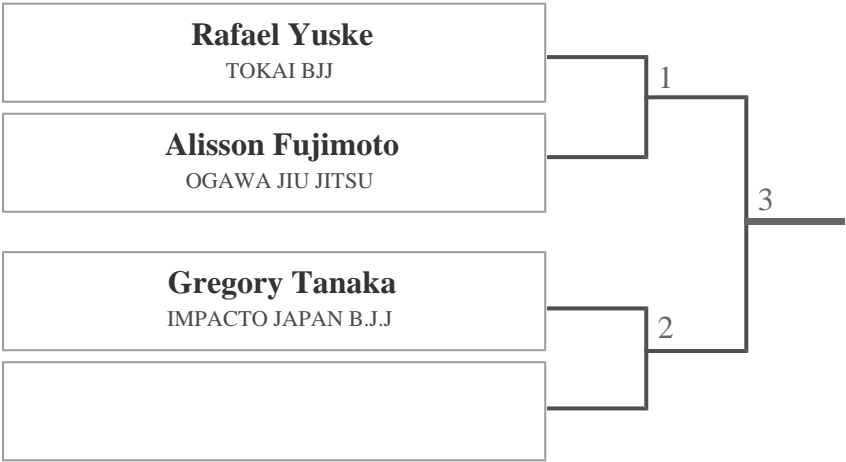 Rafael Yuske
TOKAI BJJ
1
Alisson Fujimoto
OGAWA JIU JITSU
3
Gregory Tanaka
IMPACTO JAPAN B.J.J
2